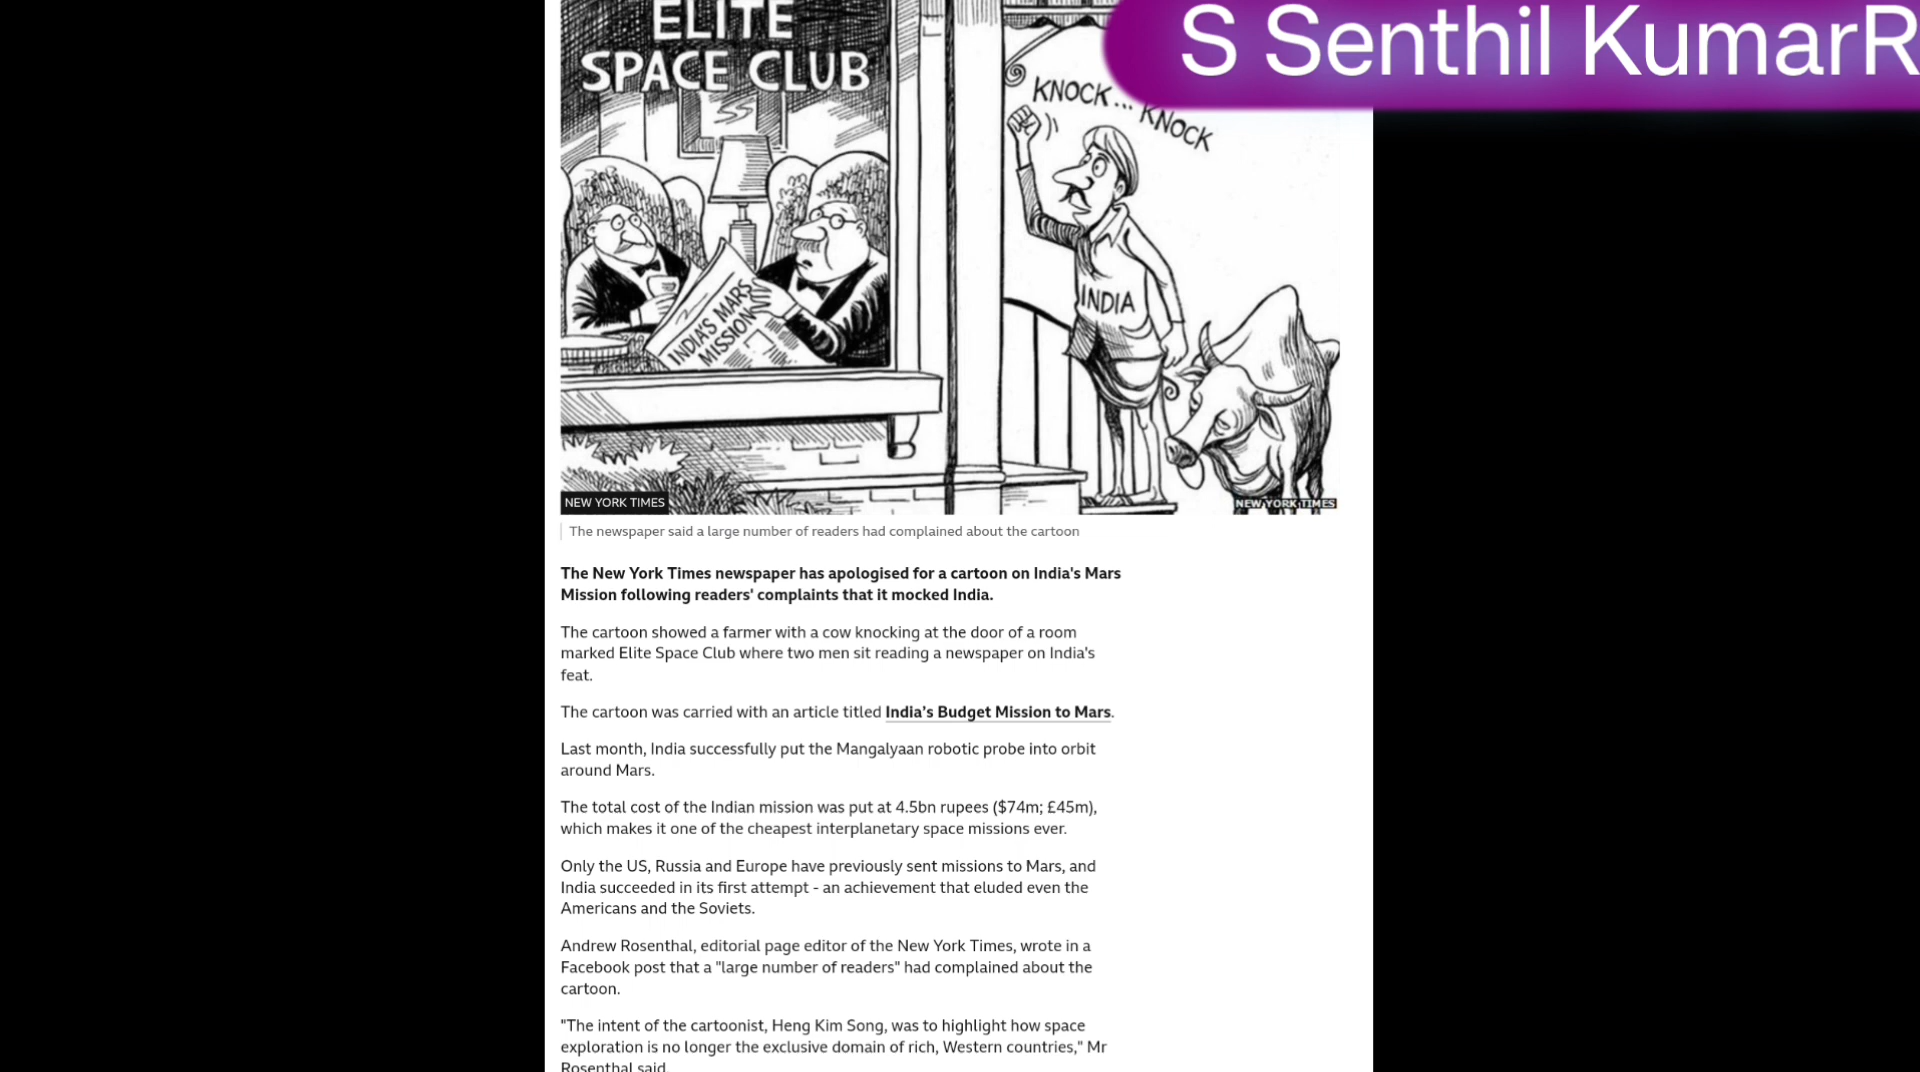 ELITE
SPACE CLUB
S Senthil KumarR
KNOCK... KNOCK
INDIA'S MARS
MISSION
INDIA
NEW YORK TIMES
NEW YORK TIMES
The newspaper said a large number of readers had complained about the cartoon
The New York Times newspaper has apologised for a cartoon on India's Mars
Mission following readers' complaints that it mocked India.
The cartoon showed a farmer with a cow knocking at the door of a room
marked Elite Space Club where two men sit reading a newspaper on India's
feat.
The cartoon was carried with an article titled India's Budget Mission to Mars.
Last month, India successfully put the Mangalyaan robotic probe into orbit
around Mars.
The total cost of the Indian mission was put at 4.5bn rupees ($74m; £45m),
which makes it one of the cheapest interplanetary space missions ever.
Only the US, Russia and Europe have previously sent missions to Mars, and
India succeeded in its first attempt - an achievement that eluded even the
Americans and the Soviets.
Andrew Rosenthal, editorial page editor of the New York Times, wrote in a
Facebook post that a "large number of readers" had complained about the
cartoon.
"The intent of the cartoonist, Heng Kim Song, was to highlight how space
exploration is no longer the exclusive domain of rich, Western countries," Mr
Rosenthal said.